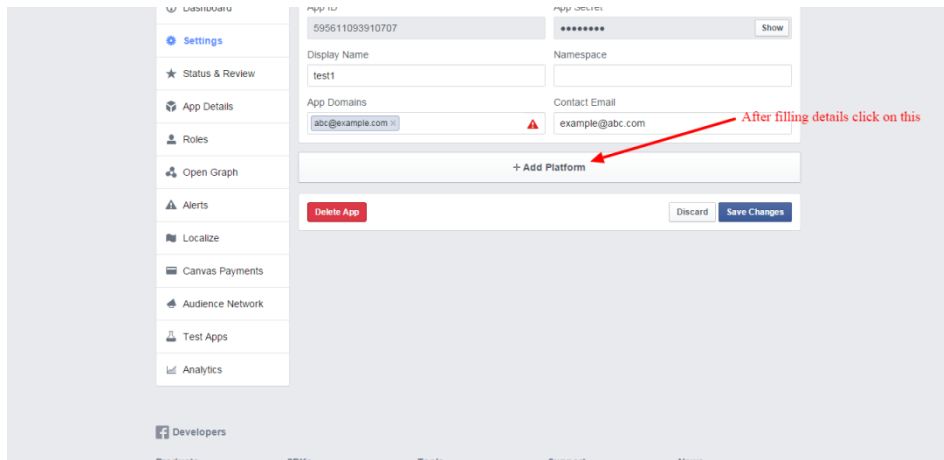 Dashboard
App ID
App Secret
595611093910707
●●●●●●●●
Show
Settings
Display Name
Namespace
test1
Status & Review
App Details
App Domains
Contact Email
abc@example.com ×
example@abc.com
After filling details click on this
Roles
Open Graph
+ Add Platform
Alerts
Delete App
Discard
Save Changes
Localize
Canvas Payments
Audience Network
Test Apps
Analytics
Developers